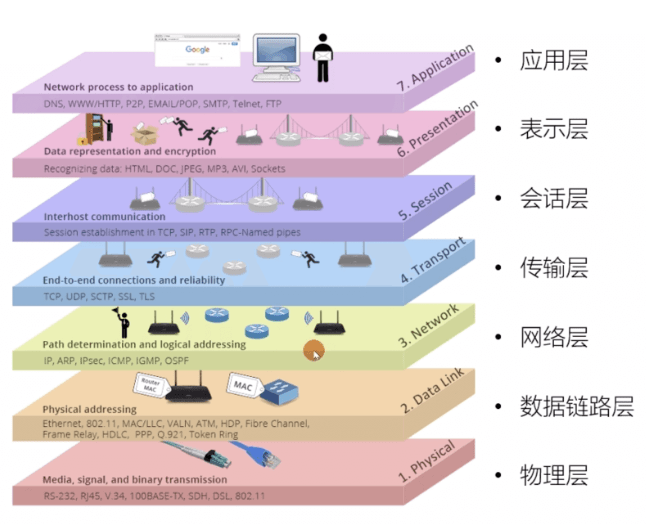 Google
7. Application
Network process to application
DNS, WWW/HTTP, P2P, EMAIL/POP, SMTP, Telnet, FTP
• 应用层
6. Presentation
Data representation and encryption
Recognizing data: HTML, DOC, JPEG, MP3, AVI, Sockets
• 表示层
5. Session
Interhost communication
Session establishment in TCP, SIP, RTP, RPC-Named pipes
• 会话层
4. Transport
End-to-end connections and reliability
TCP, UDP, SCTP, SSL, TLS
• 传输层
3. Network
Path determination and logical addressing
IP, ARP, IPsec, ICMP, IGMP, OSPF
• 网络层
Router
MAC
MAC
2. Data Link
Physical addressing
Ethernet, 802.11, MAC/LLC, VALN, ATM, HDP, Fibre Channel,
Frame Relay, HDLC, PPP, Q.921, Token Ring
• 数据链路层
1. Physical
Media, signal, and binary transmission
RS-232, RJ45, V.34, 100BASE-TX, SDH, DSL, 802.11
• 物理层